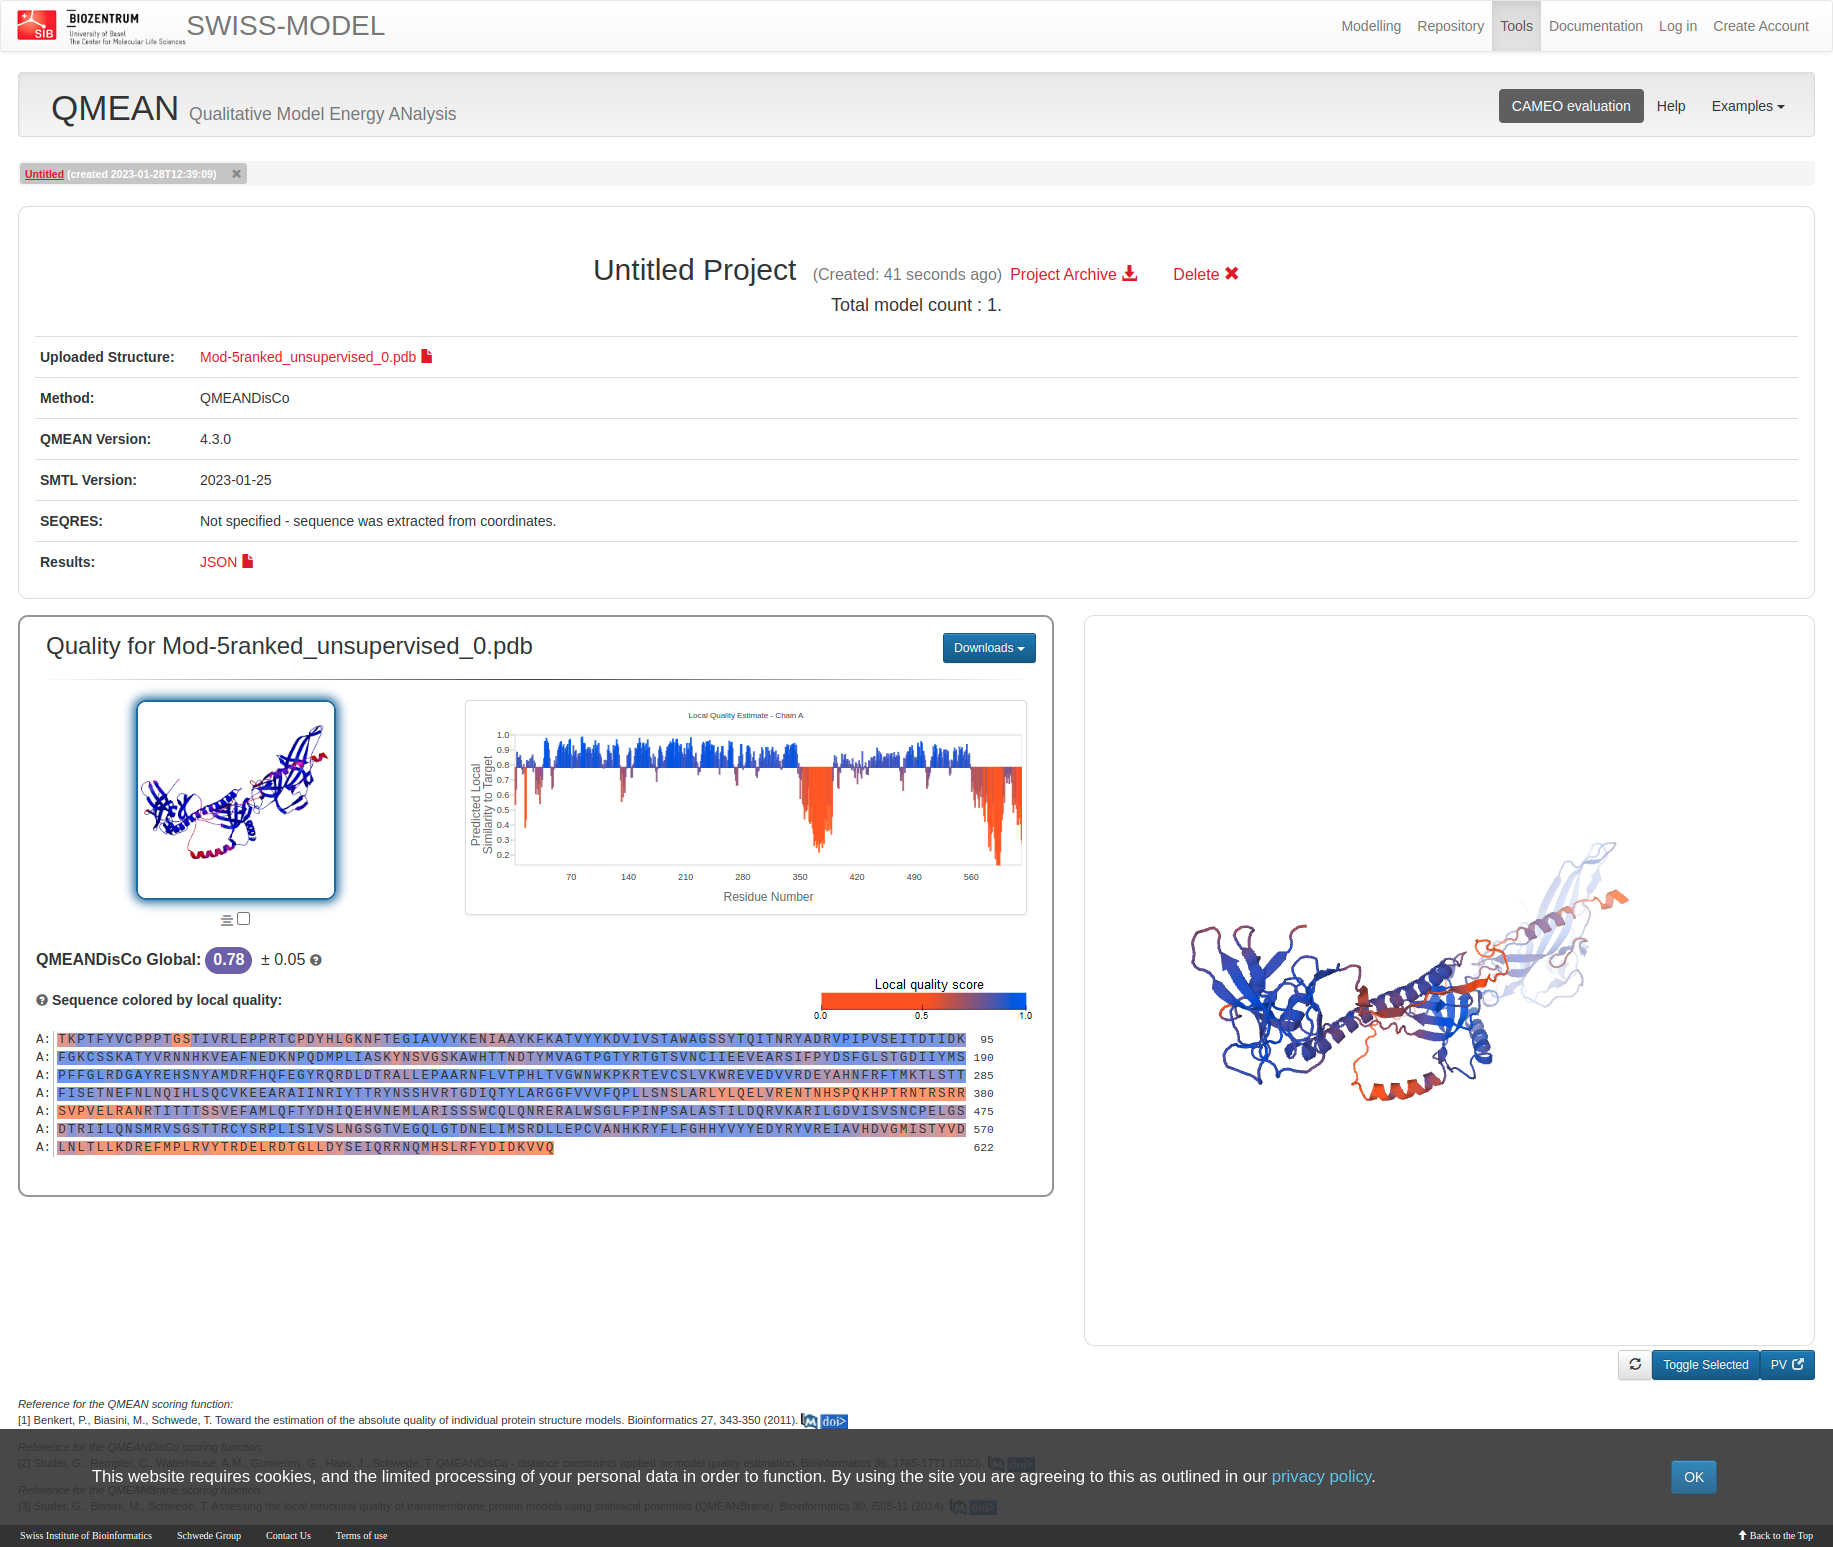 SIB
BIOZENTRUM
University of Basel
The Center for Molecular Life Sciences
SWISS-MODEL
Modelling Repository Tools Documentation Log in Create Account
QMEAN Qualitative Model Energy ANalysis
CAMEO evaluation Help Examples
Untitled (created 2023-01-28T12:39:09)
Untitled Project (Created: 41 seconds ago) Project Archive Delete
Total model count : 1.
Uploaded Structure: Mod-5ranked_unsupervised_0.pdb
Method: QMEANDisCo
QMEAN Version: 4.3.0
SMTL Version: 2023-01-25
SEQRES: Not specified - sequence was extracted from coordinates.
Results: JSON
Quality for Mod-5ranked_unsupervised_0.pdb
Downloads
Local Quality Estimate - Chain A
Predicted Local
Similarity to Target
1.0
0.9
0.8
0.7
0.6
0.5
0.4
0.3
0.2
70 140 210 280 350 420 490 560
Residue Number
QMEANDisCo Global: 0.78 ± 0.05
Sequence colored by local quality:
Local quality score
0.0 0.5 1.0
A: TKPTFYVCPPPTGSTIVRLEPPRTCPDYHLGKNFTEGIAVVYKENIAAYKFKATVYYKDVIVSTAWAGSSYTQITNRYADRVPIPVSEITDTIDK 95
A: FGKCSSKATYVRNNHKVEAFNEDKNPQDMPLIASKYNSVGSKAWHTTNDTYMVAGTPGTYRTGTSVNCIIEEVEARSIFPYDSFGLSTGDIIYMS 190
A: PFFGLRDGAYREHSNYAMDRFHQFEGYRQRDLDTRALLEPAARNFLVTPHLTVGWNWKPKRTEVCSLVKWREVEDVVRDEYAHNFRFTMKTLSTT 285
A: FISETNEFNLNQIHLSQCVKEEARAIINRIYTTRYNSSHVRTGDIQTYLARGGFVVVFQPLLSNSLARLYLQELVRENTNHSPQKHPTRNTRSRR 380
A: SVPVELRANRTITTTSSVEFAMLQFTYDHIQEHVNEMLARISSSWCQLQNRERALWSGLFPINPSALASTILDQRVKARILGDVISVSNCPELGS 475
A: DTRIILQNSMRVSGSTTRCYSRPLISIVSLNGSGTVEGQLGTDNELIMSRDLLEPCVANHKRYFLFGHHYVYYEDYRYVREIAVHDVGMISTYVD 570
A: LNLTLLKDREFMPLRVYTRDELRDTGLLDYSEIQRRNQMHSLRFYDIDKVVQ 622
Toggle Selected PV
Reference for the QMEAN scoring function:
[1] Benkert, P., Biasini, M., Schwede, T. Toward the estimation of the absolute quality of individual protein structure models. Bioinformatics 27, 343-350 (2011). M doi>
Reference for the QMEANDisCo scoring function:
[2] Studer, G., Rempfer, C., Waterhouse, A.M., Gumienny, G., Haas, J., Schwede, T. QMEANDisCo - distance constraints applied on model quality estimation. Bioinformatics 36, 1765-1771 (2020). M doi>
This website requires cookies, and the limited processing of your personal data in order to function. By using the site you are agreeing to this as outlined in our privacy policy. OK
Reference for the QMEANBrane scoring function:
[3] Studer, G., Biasini, M., Schwede, T. Assessing the local structural quality of transmembrane protein models using statistical potentials (QMEANBrane). Bioinformatics 30, i505-11 (2014). M doi>
Swiss Institute of Bioinformatics Schwede Group Contact Us Terms of use Back to the Top